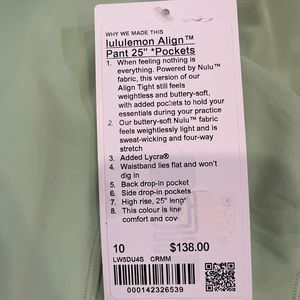 WHY WE MADE THIS
lululemon Align™
Pant 25" *Pockets
1. When feeling nothing is
everything. Powered by Nulu™
fabric, this version of our
Align Tight still feels
weightless and buttery-soft,
with added pockets to hold your
essentials during your practice
2. Our buttery-soft Nulu™ fabric
feels weightlessly light and is
sweat-wicking and four-way
stretch
3. Added Lycra®
4. Waistband lies flat and won't
dig in
5. Back drop-in pocket
6. Side drop-in pockets
7. High rise, 25" length
8. This colour is line
comfort and cov
10 $138.00
LW5DU4S CRMM
000142326539